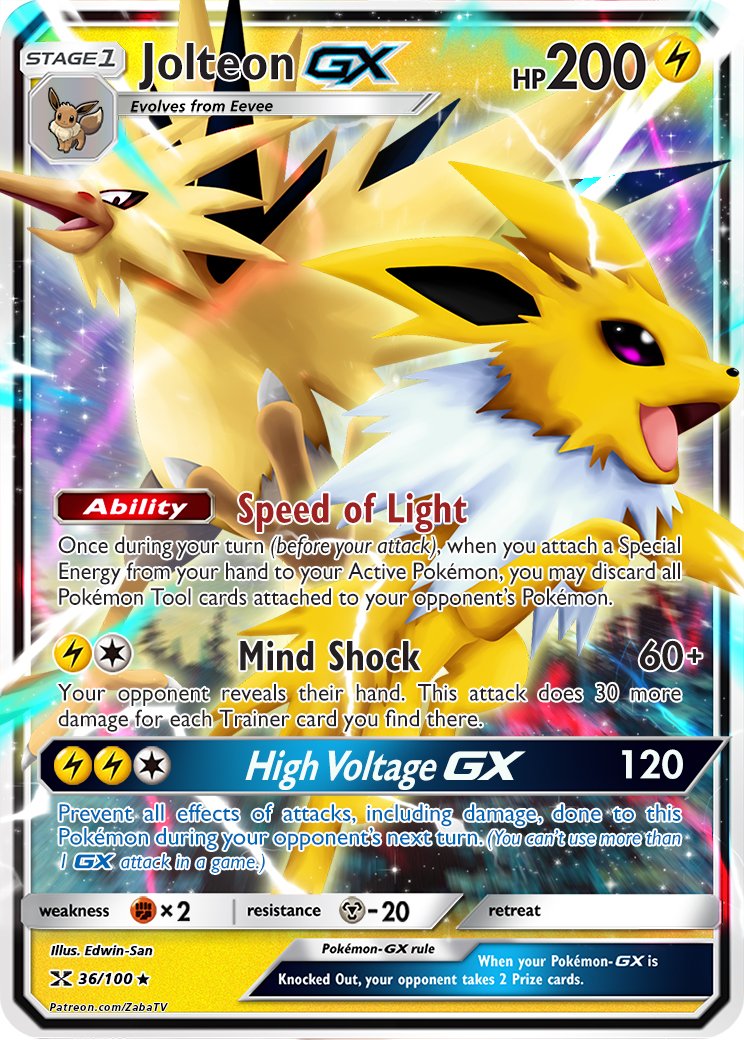 STAGE1 Jolteon GX HP200
Evolves from Eevee
Ability Speed of Light
Once during your turn (before your attack), when you attach a Special
Energy from your hand to your Active Pokémon, you may discard all
Pokémon Tool cards attached to your opponent's Pokémon.
Mind Shock 60+
Your opponent reveals their hand. This attack does 30 more
damage for each Trainer card you find there.
High Voltage GX 120
Prevent all effects of attacks, including damage, done to this
Pokémon during your opponent's next turn. (You can't use more than
1 GX attack in a game.)
weakness ×2 resistance -20 retreat
Illus. Edwin-San
36/100 ★
Patreon.com/ZabaTV
Pokémon-GX rule
When your Pokémon-GX is
Knocked Out, your opponent takes 2 Prize cards.